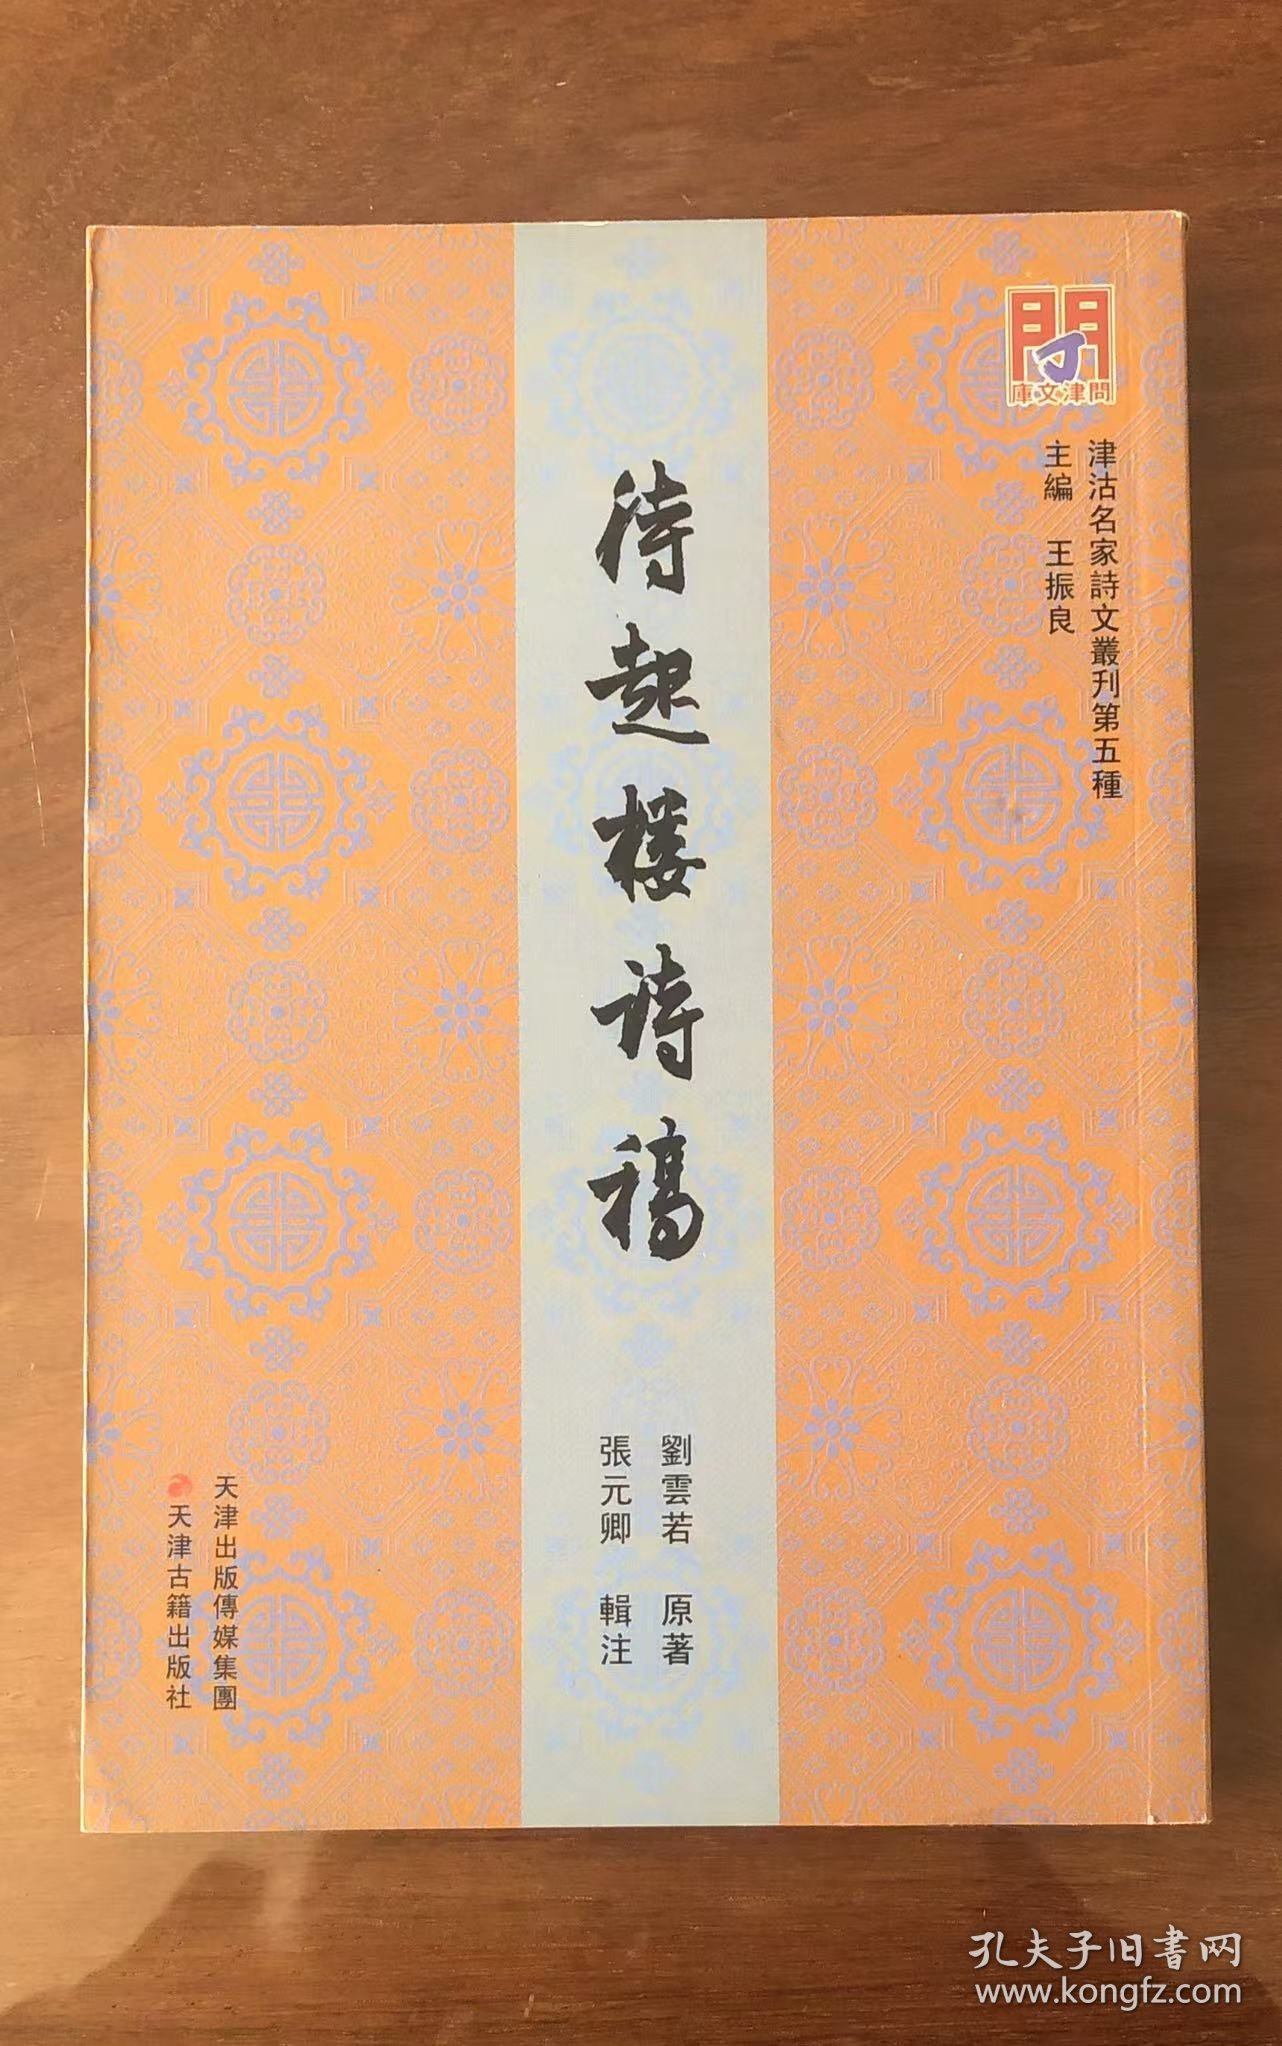 問津文庫
津沽名家詩文叢刊第五種
主編 王振良
待起樓詩稿
劉雲若 原著
張元卿 輯注
天津出版傳媒集團
天津古籍出版社
孔夫子旧書网
www.kongfz.com